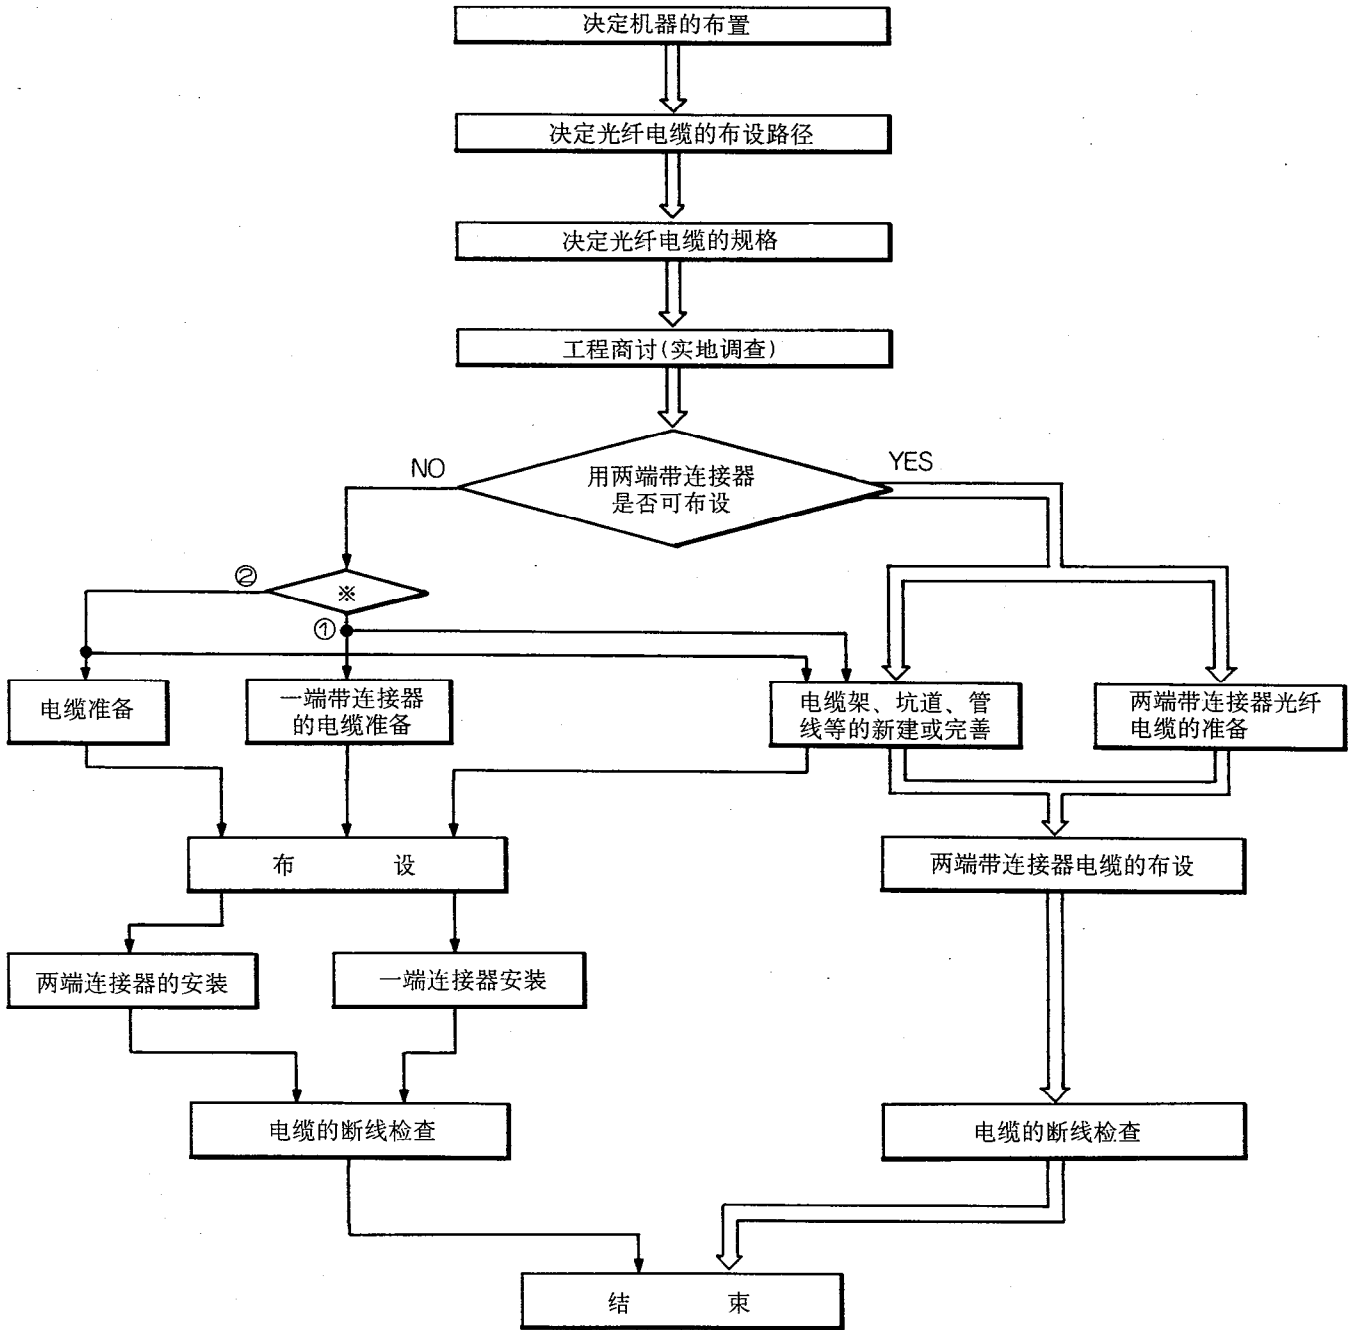 决定机器的布置
决定光纤电缆的布设路径
决定光纤电缆的规格
工程商讨(实地调查)
用两端带连接器
是否可布设
NO
YES
※
②
①
电缆准备
一端带连接器
的电缆准备
电缆架、坑道、管
线等的新建或完善
两端带连接器光纤
电缆的准备
布 设
两端带连接器电缆的布设
两端连接器的安装
一端连接器安装
电缆的断线检查
电缆的断线检查
结 束